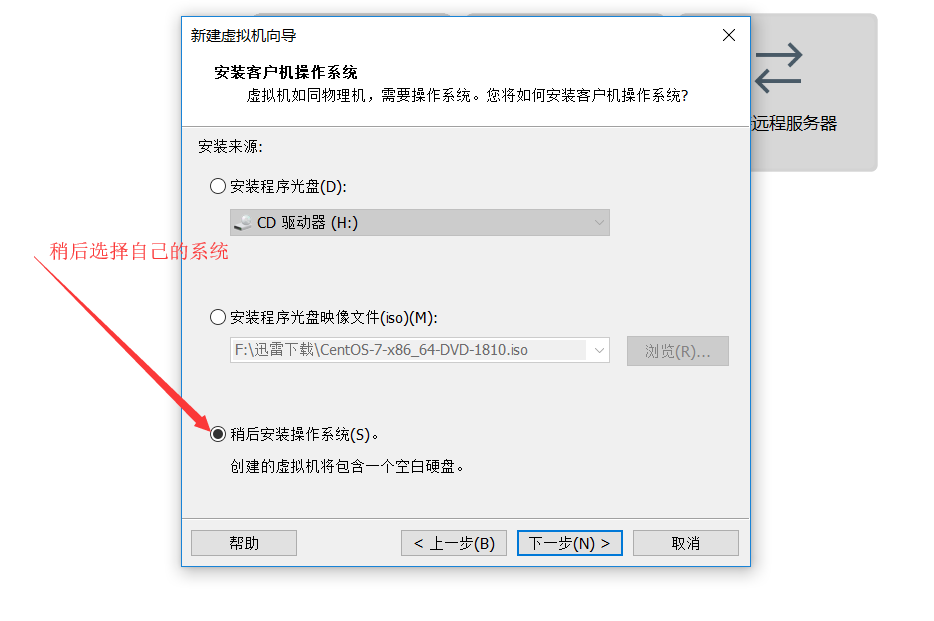 新建虚拟机向导
安装客户机操作系统
虚拟机如同物理机，需要操作系统。您将如何安装客户机操作系统?
远程服务器
安装来源:
安装程序光盘(D):
CD 驱动器 (H:)
稍后选择自己的系统
安装程序光盘映像文件(iso)(M):
F:\迅雷下载\CentOS-7-x86_64-DVD-1810.iso
浏览(R)...
稍后安装操作系统(S)。
创建的虚拟机将包含一个空白硬盘。
帮助
< 上一步(B)
下一步(N) >
取消